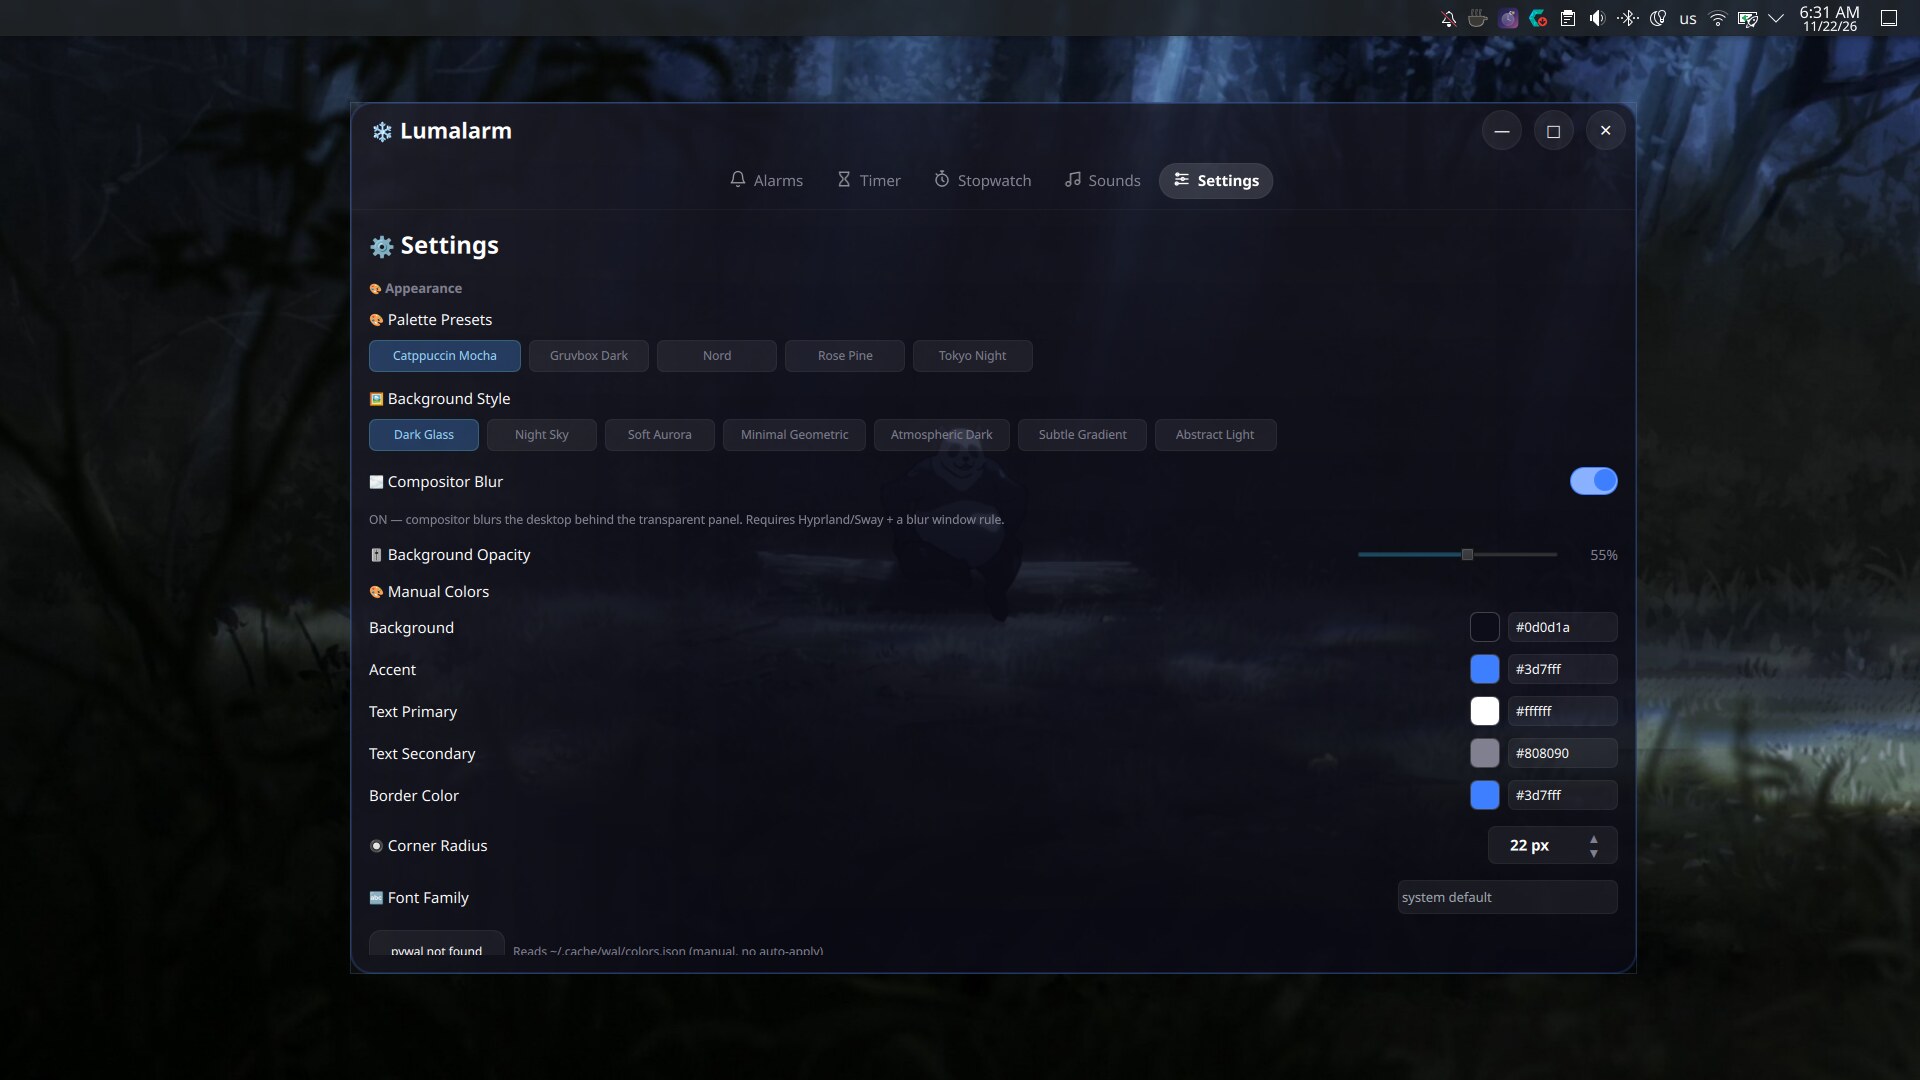 us
6:31 AM
11/22/26
Lumalarm
Alarms
Timer
Stopwatch
Sounds
Settings
Settings
Appearance
Palette Presets
Catppuccin Mocha
Gruvbox Dark
Nord
Rose Pine
Tokyo Night
Background Style
Dark Glass
Night Sky
Soft Aurora
Minimal Geometric
Atmospheric Dark
Subtle Gradient
Abstract Light
Compositor Blur
ON — compositor blurs the desktop behind the transparent panel. Requires Hyprland/Sway + a blur window rule.
Background Opacity
55%
Manual Colors
Background
#0d0d1a
Accent
#3d7fff
Text Primary
#ffffff
Text Secondary
#808090
Border Color
#3d7fff
Corner Radius
22 px
Font Family
system default
pywal not found
Reads ~/.cache/wal/colors.json (manual, no auto-apply)